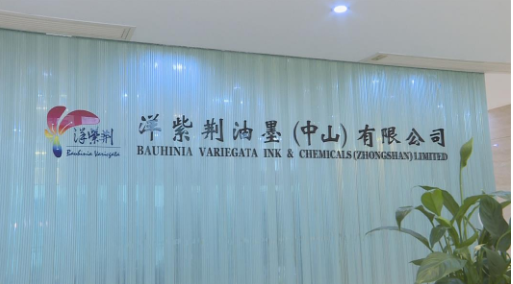 洋紫荆
Bauhinia Variegata
洋紫荆油墨(中山)有限公司
BAUHINIA VARIEGATA INK & CHEMICALS (ZHONGSHAN) LIMITED